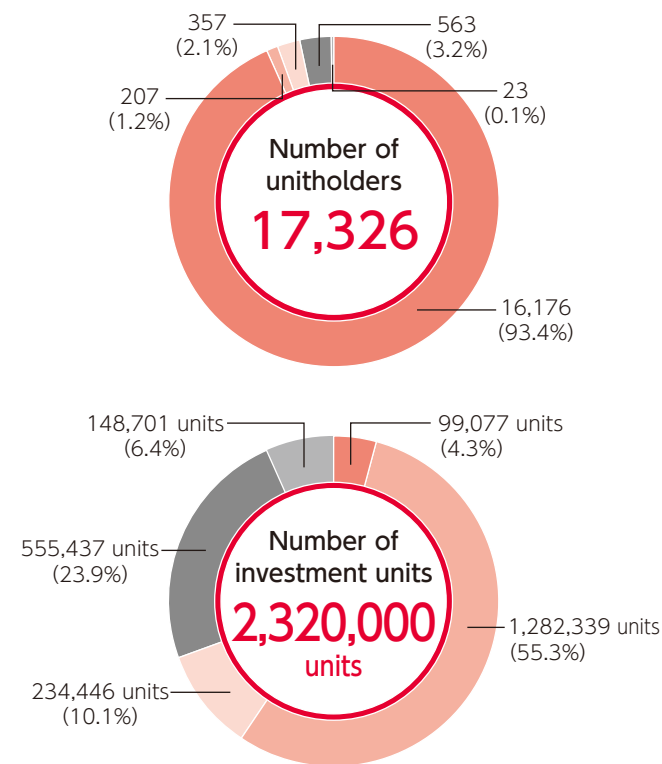 357
(2.1%)
563
(3.2%)
207
(1.2%)
23
(0.1%)
Number of
unitholders
17,326
16,176
(93.4%)
148,701 units
(6.4%)
99,077 units
(4.3%)
555,437 units
(23.9%)
Number of
investment units
2,320,000
units
1,282,339 units
(55.3%)
234,446 units
(10.1%)